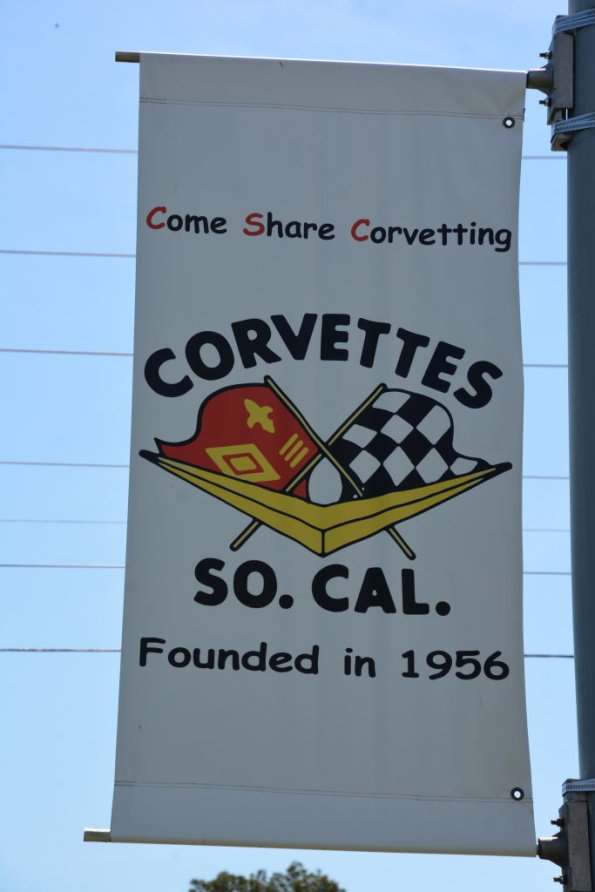 Come Share Corvetting
CORVETTES
SO. CAL.
Founded in 1956